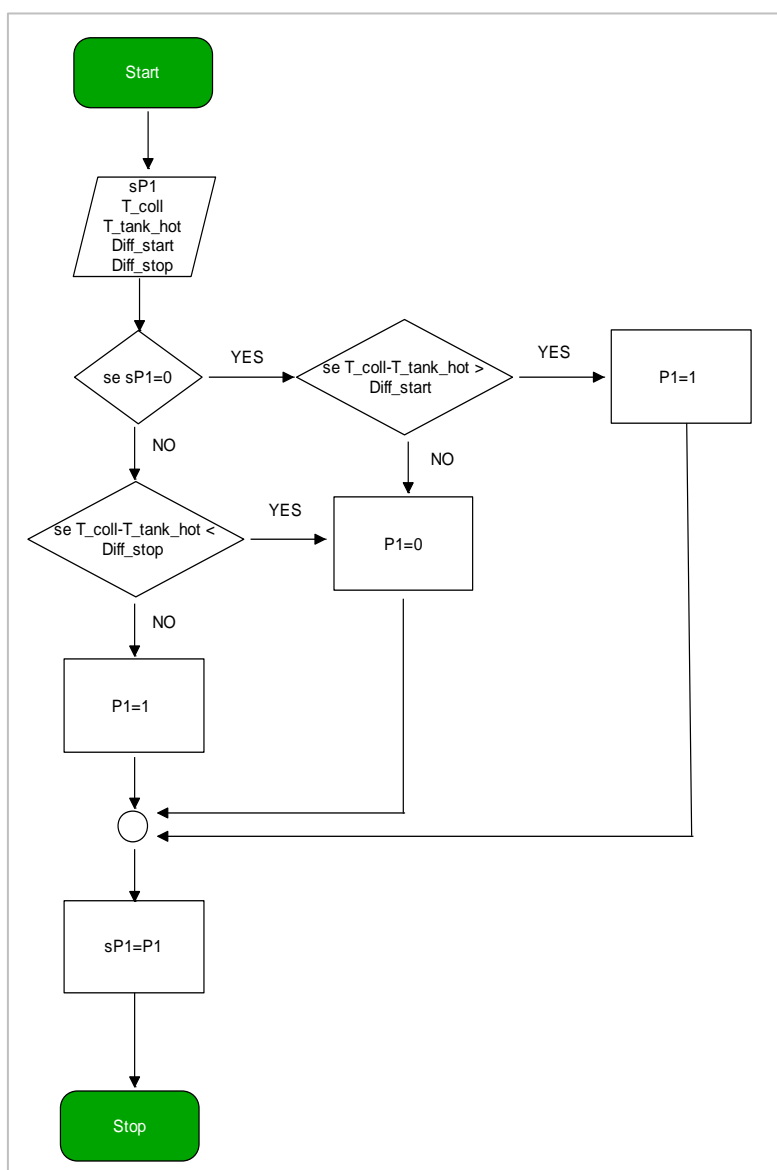 Start
sP1
T_coll
T_tank_hot
Diff_start
Diff_stop
se sP1=0
YES
se T_coll-T_tank_hot >
Diff_start
YES
P1=1
NO
NO
se T_coll-T_tank_hot <
Diff_stop
YES
P1=0
NO
P1=1
sP1=P1
Stop